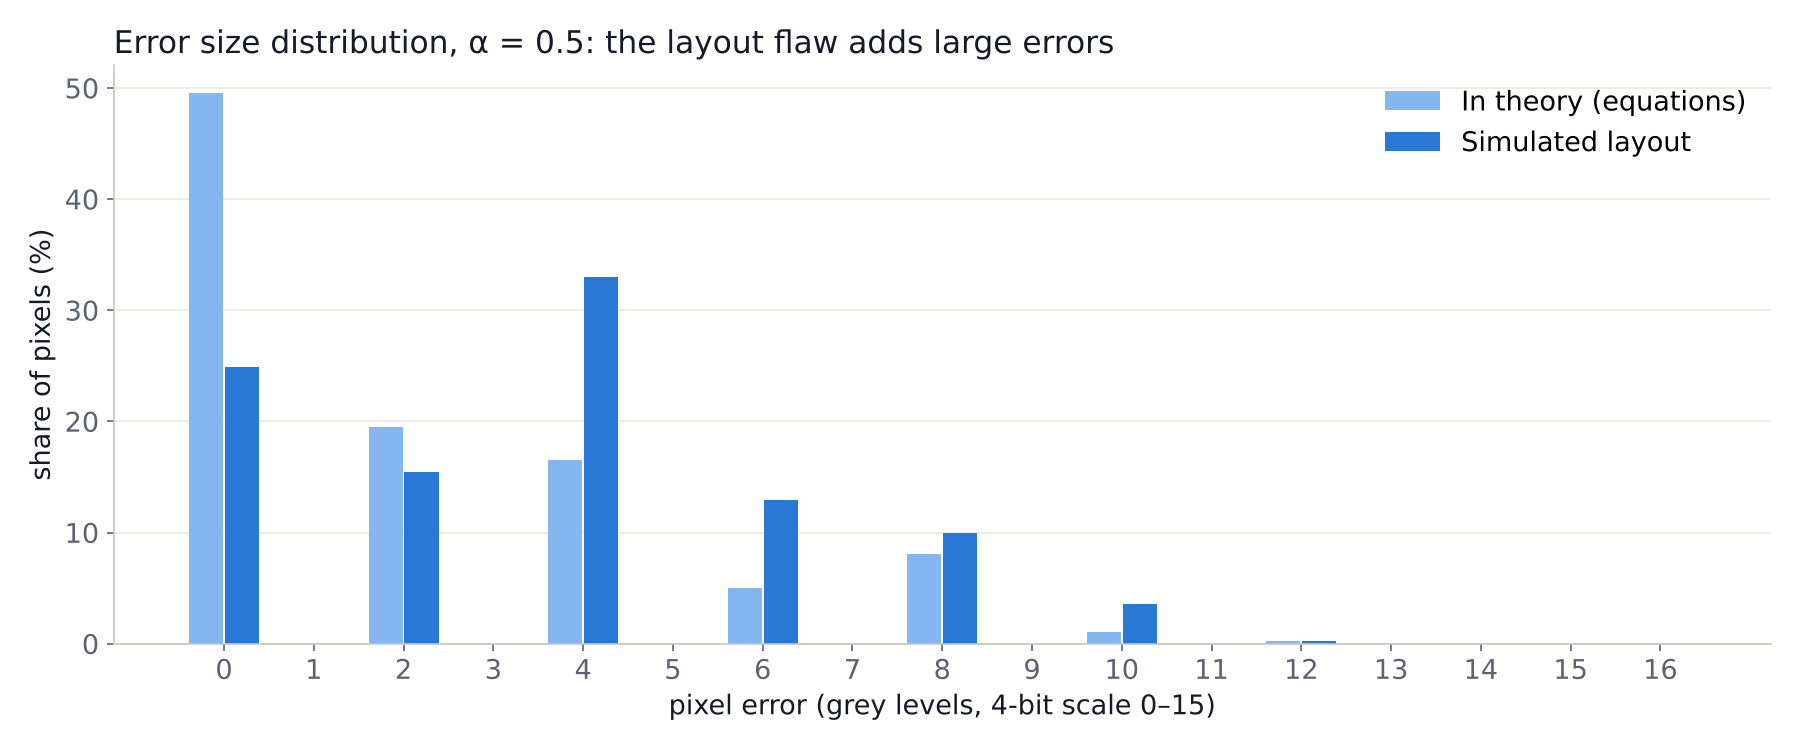 Error size distribution, α = 0.5: the layout flaw adds large errors
In theory (equations)
Simulated layout
share of pixels (%)
50
40
30
20
10
0
0 1 2 3 4 5 6 7 8 9 10 11 12 13 14 15 16
pixel error (grey levels, 4-bit scale 0–15)